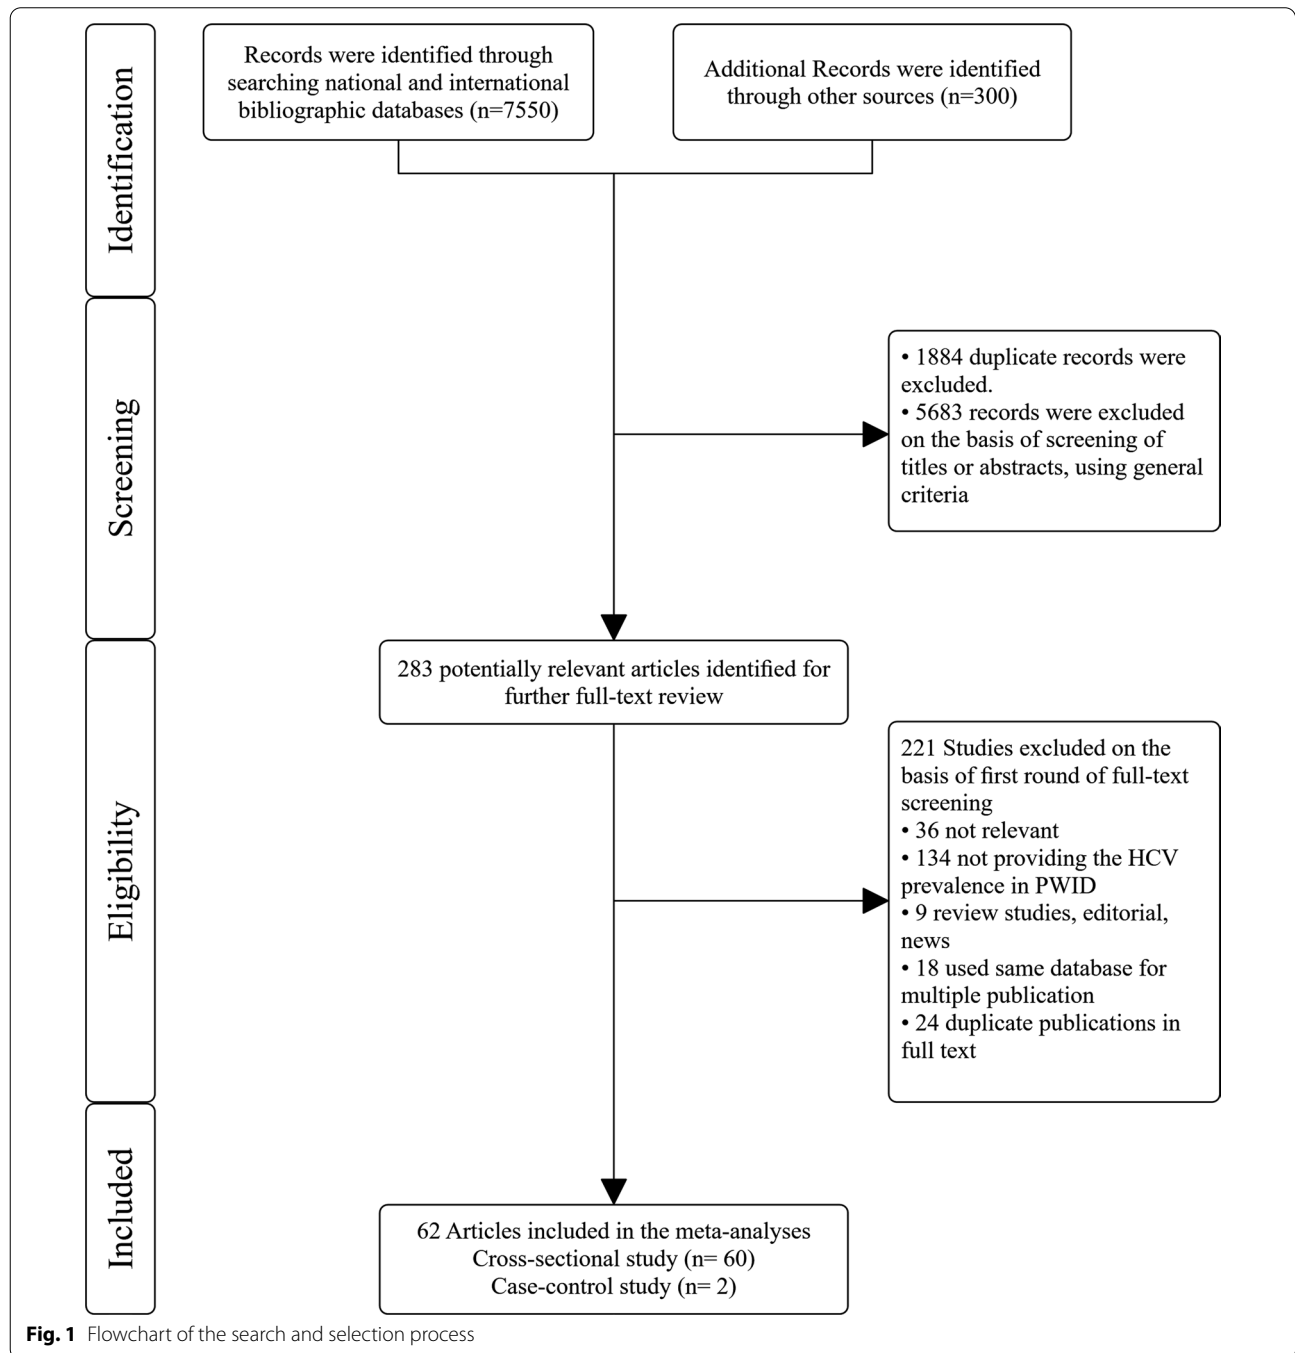 Identification
Records were identified through
searching national and international
bibliographic databases (n=7550)
Additional Records were identified
through other sources (n=300)
Screening
• 1884 duplicate records were
excluded.
• 5683 records were excluded
on the basis of screening of
titles or abstracts, using general
criteria
Eligibility
283 potentially relevant articles identified for
further full-text review
221 Studies excluded on the
basis of first round of full-text
screening
• 36 not relevant
• 134 not providing the HCV
prevalence in PWID
• 9 review studies, editorial,
news
• 18 used same database for
multiple publication
• 24 duplicate publications in
full text
Included
62 Articles included in the meta-analyses
Cross-sectional study (n= 60)
Case-control study (n= 2)
Fig. 1 Flowchart of the search and selection process